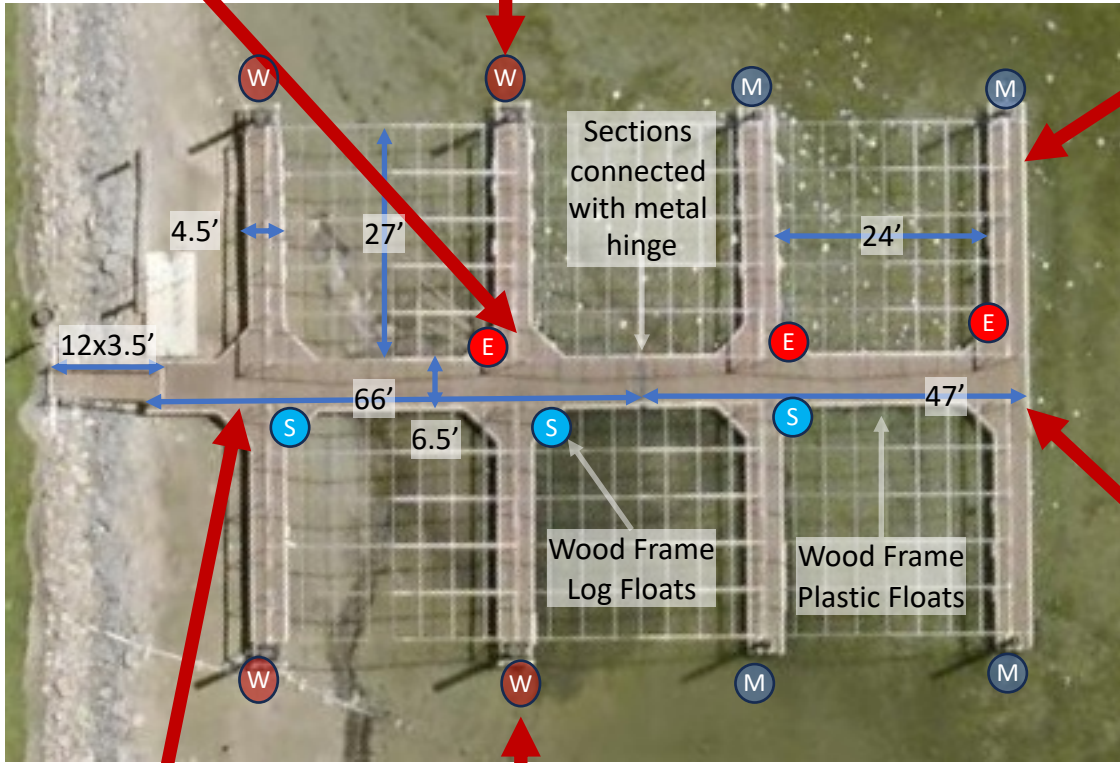 W
W
M
M
Sections
connected
with metal
hinge
4.5’
27’
24’
E
E
E
12x3.5’
66’
47’
6.5’
S
S
S
Wood Frame
Log Floats
Wood Frame
Plastic Floats
W
W
M
M